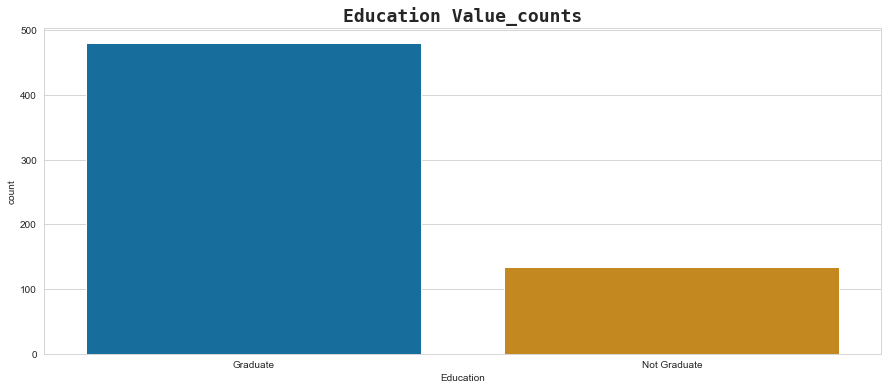 Education Value_counts
500
400
300
200
100
0
count
Graduate
Not Graduate
Education